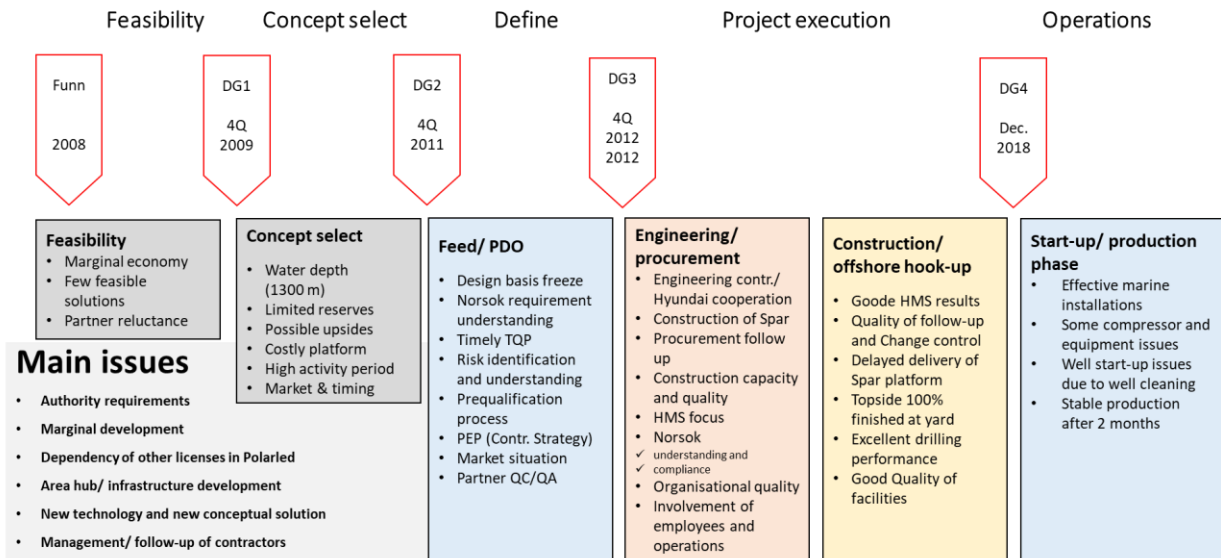 Feasibility
Concept select
Define
Project execution
Operations
Funn
2008
DG1
4Q
2009
DG2
4Q
2011
DG3
4Q
2012
2012
DG4
Dec.
2018
Feasibility
• Marginal economy
• Few feasible
solutions
• Partner reluctance
Main issues
• Authority requirements
• Marginal development
• Dependency of other licenses in Polarled
• Area hub/ infrastructure development
• New technology and new conceptual solution
• Management/ follow-up of contractors
Concept select
• Water depth
(1300 m)
• Limited reserves
• Possible upsides
• Costly platform
• High activity period
• Market & timing
Feed/ PDO
• Design basis freeze
• Norsok requirement
understanding
• Timely TQP
• Risk identification
and understanding
• Prequalification
process
• PEP (Contr. Strategy)
• Market situation
• Partner QC/QA
Engineering/
procurement
• Engineering contr./
Hyundai cooperation
• Construction of Spar
• Procurement follow
up
• Construction capacity
and quality
• HMS focus
• Norsok
✓ understanding and
✓ compliance
• Organisational quality
• Involvement of
employees and
operations
Construction/
offshore hook-up
• Goode HMS results
• Quality of follow-up
and Change control
• Delayed delivery of
Spar platform
• Topside 100%
finished at yard
• Excellent drilling
performance
• Good Quality of
facilities
Start-up/ production
phase
• Effective marine
installations
• Some compressor and
equipment issues
• Well start-up issues
due to well cleaning
• Stable production
after 2 months